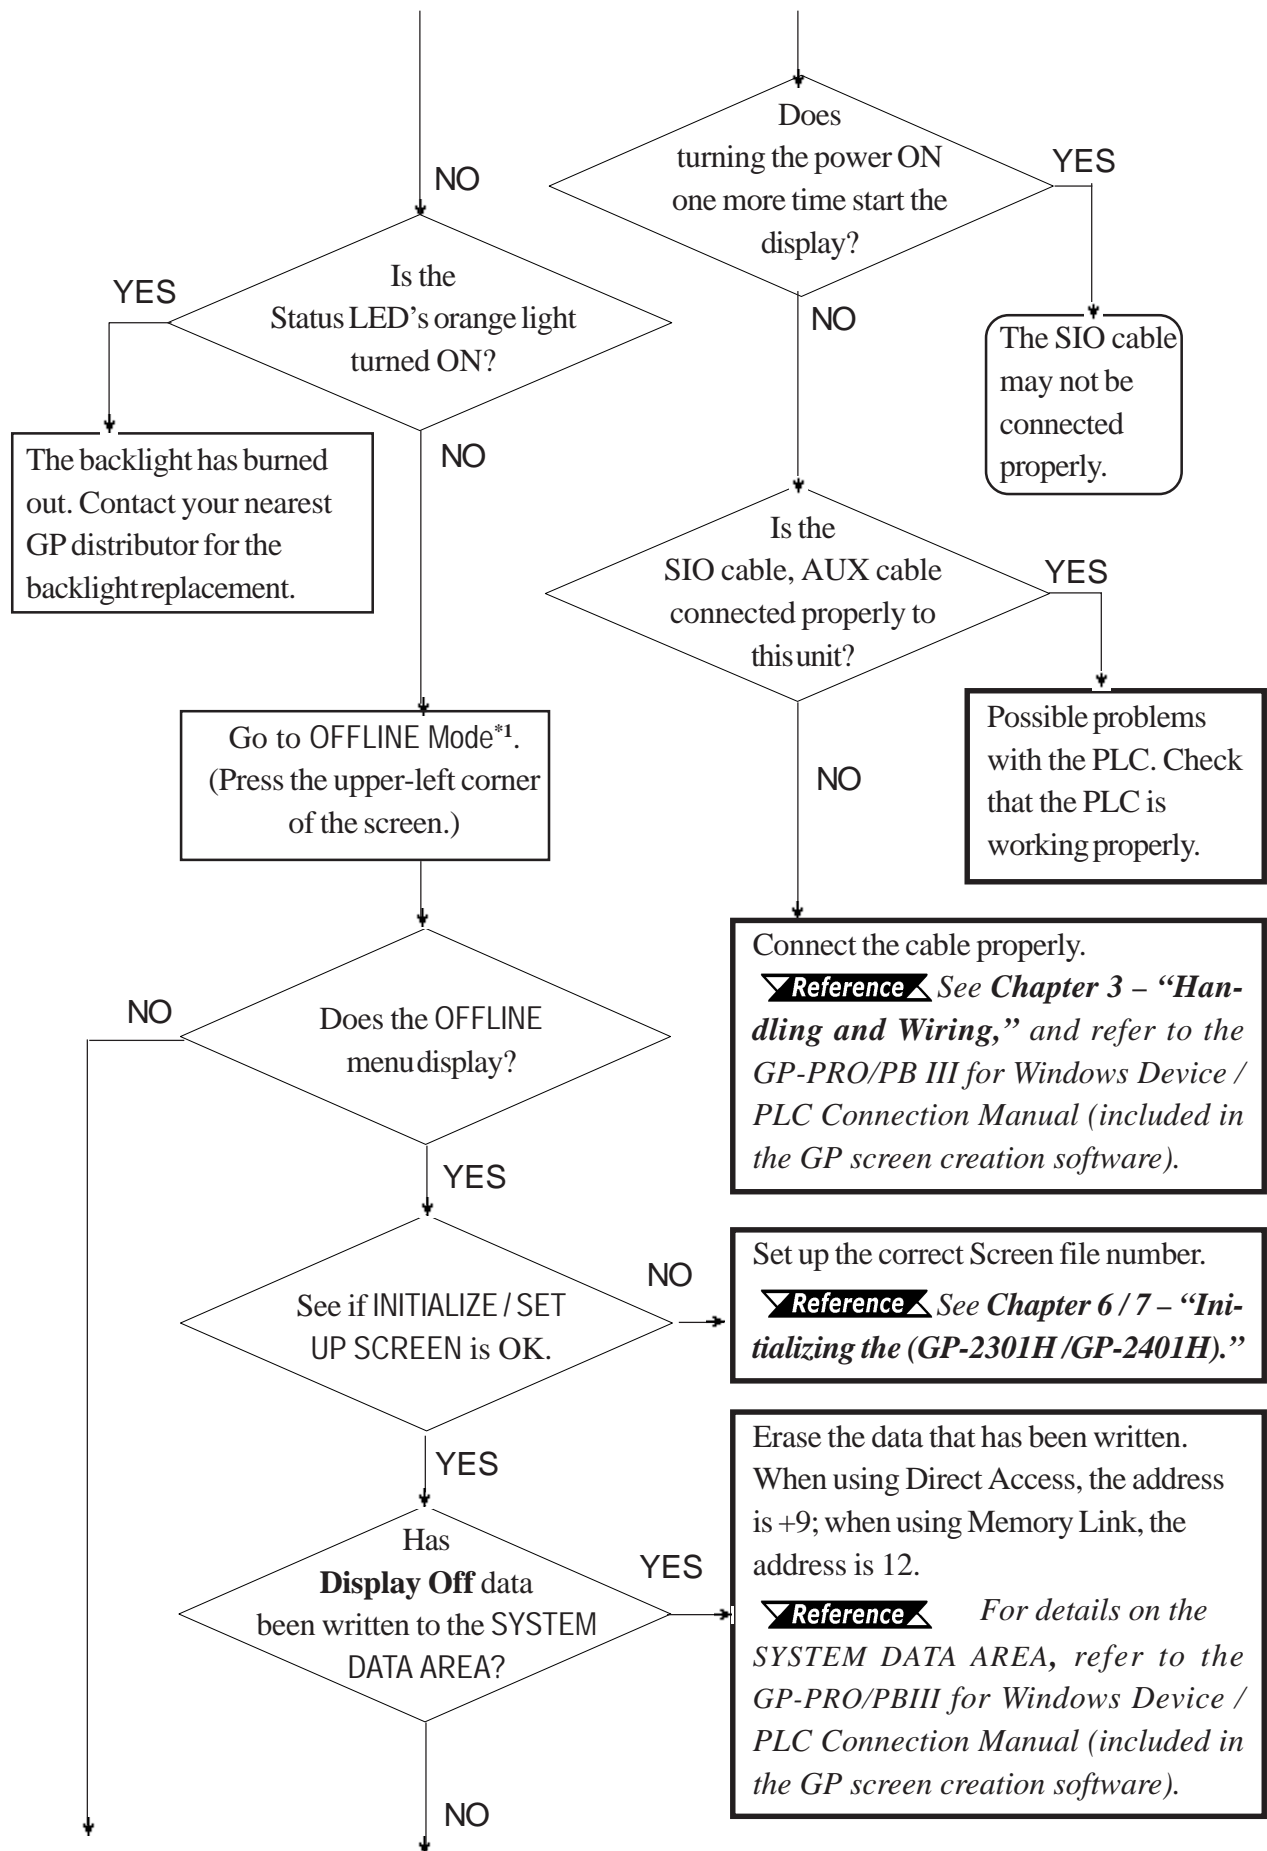 NO
Does
turning the power ON
one more time start the
display?
YES
NO
The SIO cable
may not be
connected
properly.
Is the
Status LED’s orange light
turned ON?
YES
NO
The backlight has burned
out. Contact your nearest
GP distributor for the
backlight replacement.
Is the
SIO cable, AUX cable
connected properly to
this unit?
YES
NO
Possible problems
with the PLC. Check
that the PLC is
working properly.
Go to OFFLINE Mode*1.
(Press the upper-left corner
of the screen.)
Connect the cable properly.
Reference See Chapter 3 – “Han-
dling and Wiring,” and refer to the
GP-PRO/PB III for Windows Device /
PLC Connection Manual (included in
the GP screen creation software).
Does the OFFLINE
menu display?
NO
YES
See if INITIALIZE / SET
UP SCREEN is OK.
NO
YES
Set up the correct Screen file number.
Reference See Chapter 6 / 7 – “Ini-
tializing the (GP-2301H /GP-2401H).”
Has
Display Off data
been written to the SYSTEM
DATA AREA?
YES
NO
Erase the data that has been written.
When using Direct Access, the address
is +9; when using Memory Link, the
address is 12.
Reference For details on the
SYSTEM DATA AREA, refer to the
GP-PRO/PBIII for Windows Device /
PLC Connection Manual (included in
the GP screen creation software).